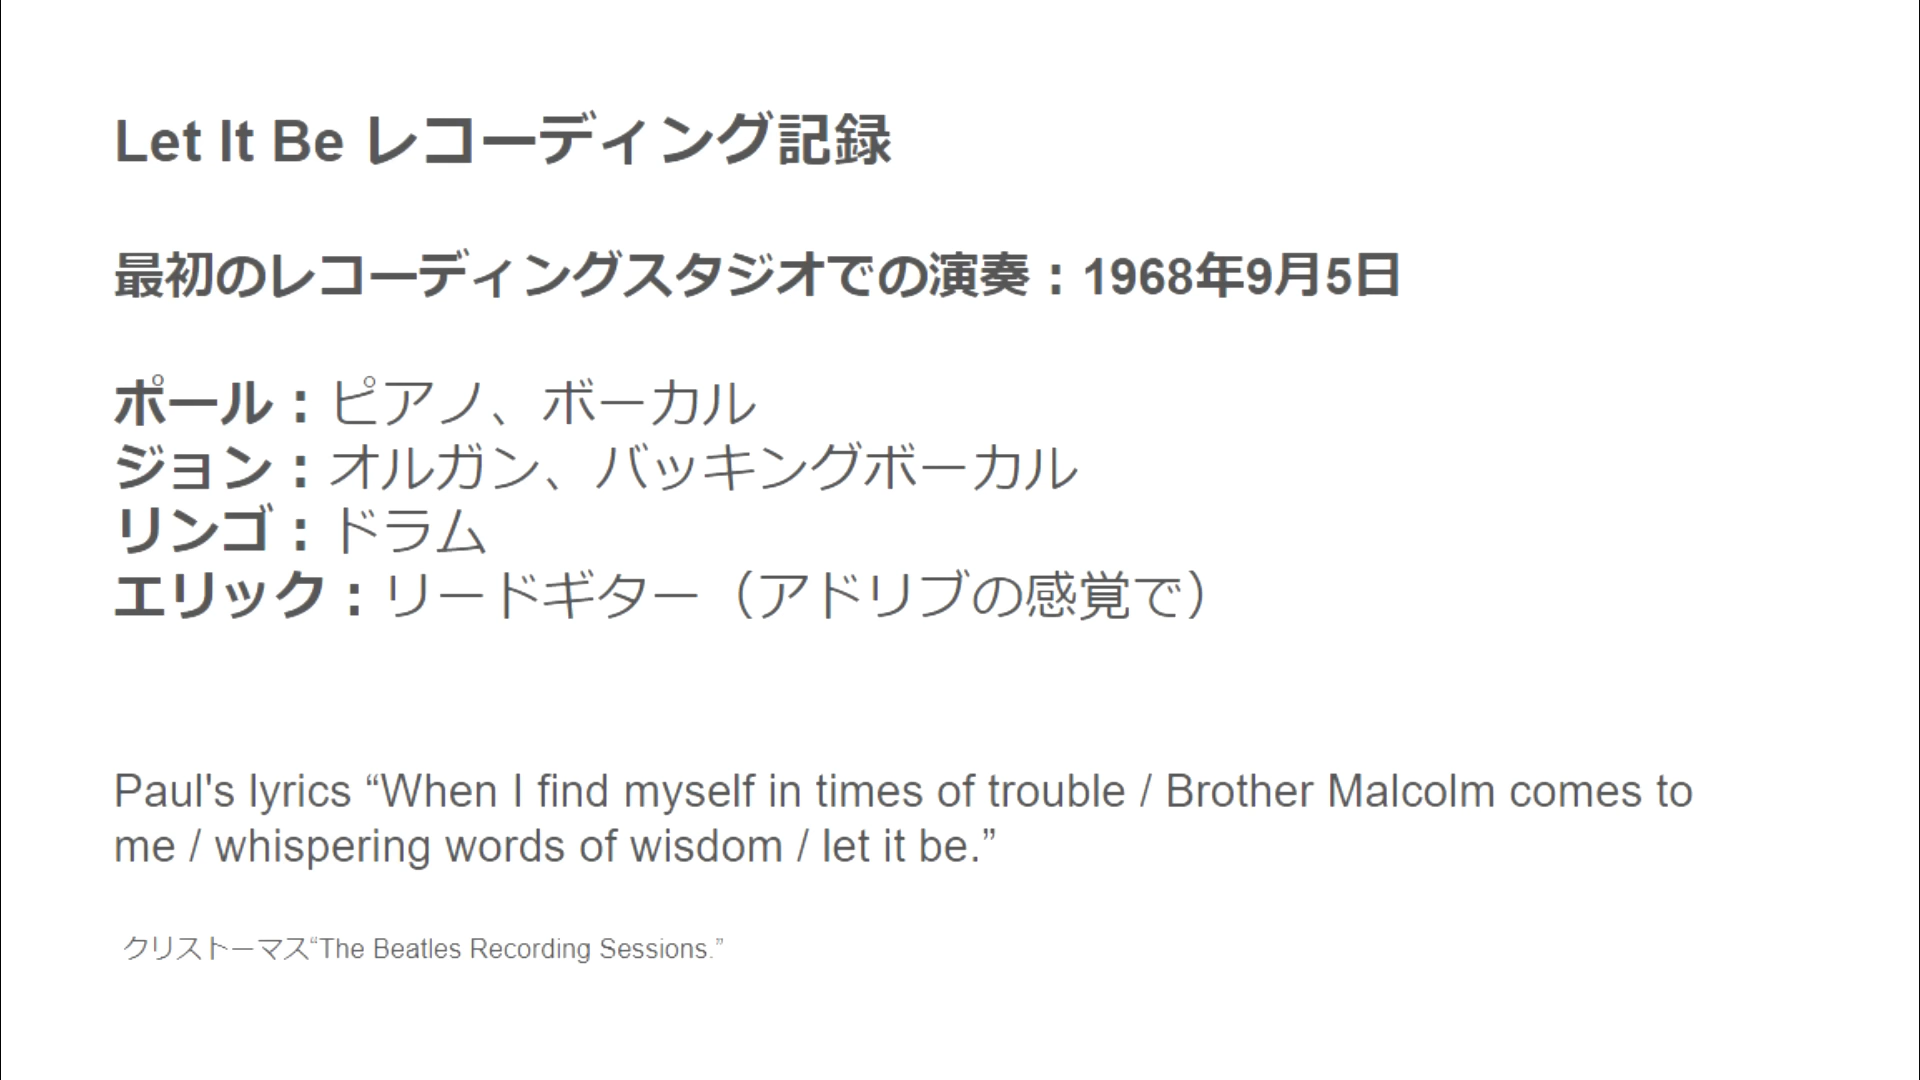 Let It Be レコーディング記録
最初のレコーディングスタジオでの演奏：1968年9月5日
ポール：ピアノ、ボーカル
ジョン：オルガン、バッキングボーカル
リンゴ：ドラム
エリック：リードギター（アドリブの感覚で）
Paul's lyrics “When I find myself in times of trouble / Brother Malcolm comes to
me / whispering words of wisdom / let it be.”
クリストーマス“The Beatles Recording Sessions.”